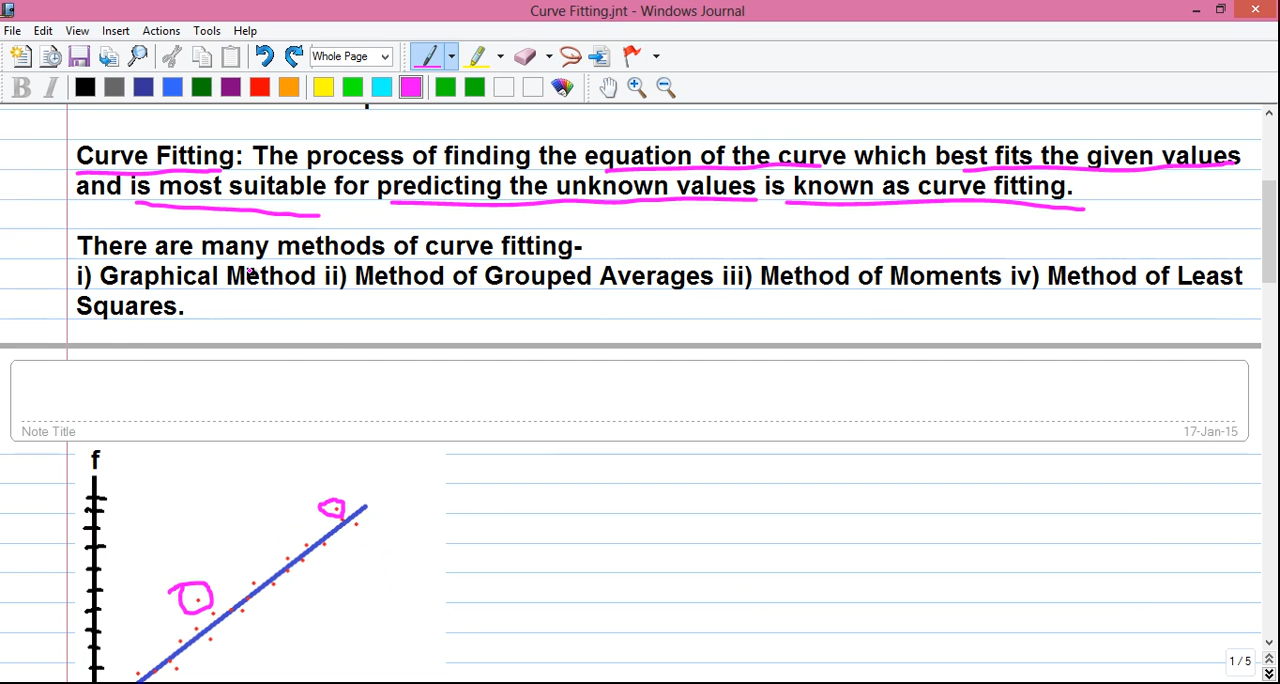 Curve Fitting.jnt - Windows Journal
File Edit View Insert Actions Tools Help
Whole Page
B I
Curve Fitting: The process of finding the equation of the curve which best fits the given values
and is most suitable for predicting the unknown values is known as curve fitting.
There are many methods of curve fitting-
i) Graphical Method ii) Method of Grouped Averages iii) Method of Moments iv) Method of Least
Squares.
Note Title
17-Jan-15
f
1 / 5